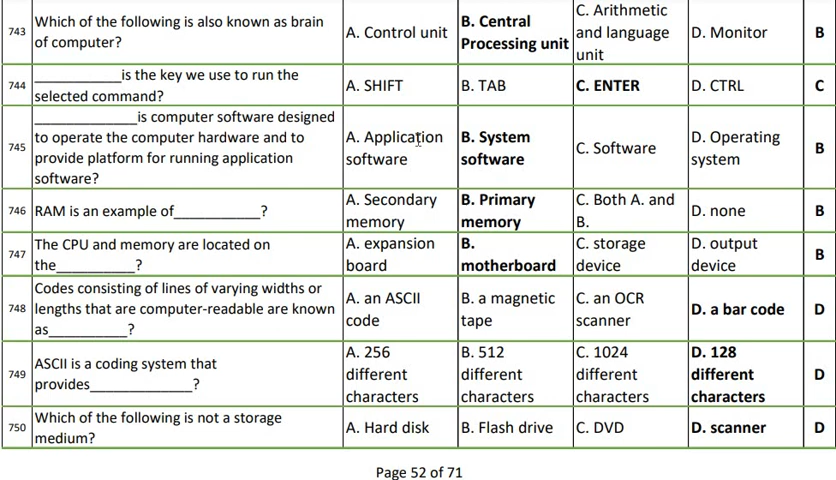 743 Which of the following is also known as brain of computer? A. Control unit B. Central Processing unit C. Arithmetic and language unit D. Monitor B
744 ___________is the key we use to run the selected command? A. SHIFT B. TAB C. ENTER D. CTRL C
745 _____________is computer software designed to operate the computer hardware and to provide platform for running application software? A. Application software B. System software C. Software D. Operating system B
746 RAM is an example of___________? A. Secondary memory B. Primary memory C. Both A. and B. D. none B
747 The CPU and memory are located on the__________? A. expansion board B. motherboard C. storage device D. output device B
748 Codes consisting of lines of varying widths or lengths that are computer-readable are known as__________? A. an ASCII code B. a magnetic tape C. an OCR scanner D. a bar code D
749 ASCII is a coding system that provides_____________? A. 256 different characters B. 512 different characters C. 1024 different characters D. 128 different characters D
750 Which of the following is not a storage medium? A. Hard disk B. Flash drive C. DVD D. scanner D
Page 52 of 71